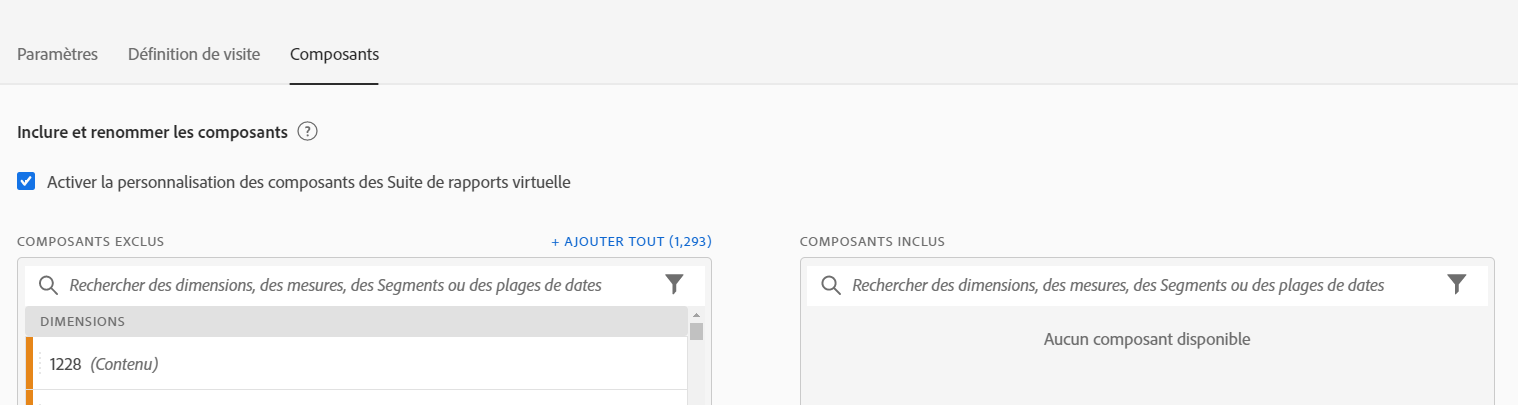 Paramètres Définition de visite Composants
Inclure et renommer les composants ?
Activer la personnalisation des composants des Suite de rapports virtuelle
COMPOSANTS EXCLUS + AJOUTER TOUT (1,293)
Rechercher des dimensions, des mesures, des Segments ou des plages de dates
DIMENSIONS
1228 (Contenu)
COMPOSANTS INCLUS
Rechercher des dimensions, des mesures, des Segments ou des plages de dates
Aucun composant disponible